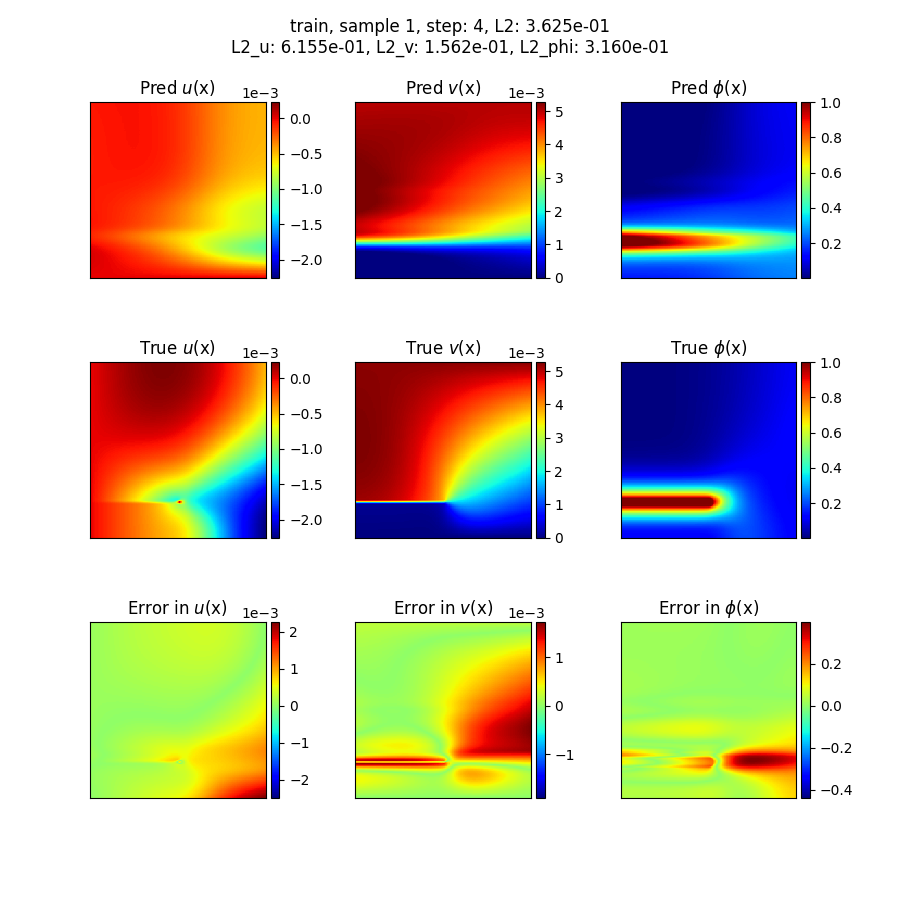 train, sample 1, step: 4, L2: 3.625e-01
L2_u: 6.155e-01, L2_v: 1.562e-01, L2_phi: 3.160e-01
Pred u(x)
1e−3
0.0
−0.5
−1.0
−1.5
−2.0
Pred v(x)
1e−3
5
4
3
2
1
0
Pred ϕ(x)
1.0
0.8
0.6
0.4
0.2
True u(x)
1e−3
0.0
−0.5
−1.0
−1.5
−2.0
True v(x)
1e−3
5
4
3
2
1
0
True ϕ(x)
1.0
0.8
0.6
0.4
0.2
Error in u(x)
1e−3
2
1
0
−1
−2
Error in v(x)
1e−3
1
0
−1
Error in ϕ(x)
0.2
0.0
−0.2
−0.4